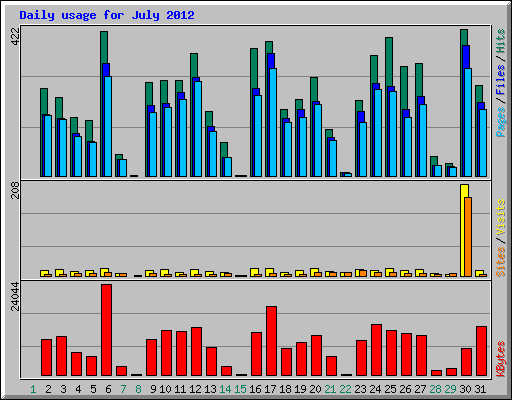 Daily usage for July 2012
422
Pages / Files / Hits
208
Sites / Visits
24044
KBytes
1 2 3 4 5 6 7 8 9 10 11 12 13 14 15 16 17 18 19 20 21 22 23 24 25 26 27 28 29 30 31